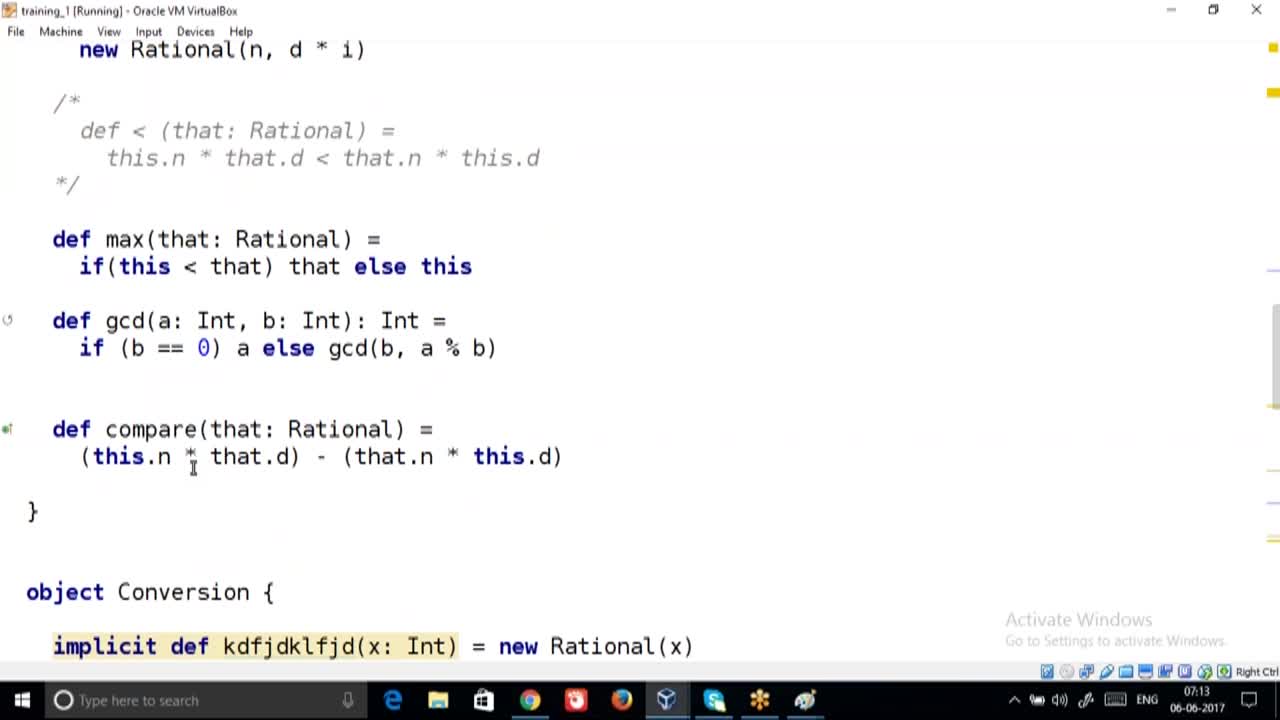 training_1 [Running] - Oracle VM VirtualBox
File Machine View Input Devices Help
new Rational(n, d * i)
/*
def < (that: Rational) =
this.n * that.d < that.n * this.d
*/
def max(that: Rational) =
if(this < that) that else this
def gcd(a: Int, b: Int): Int =
if (b == 0) a else gcd(b, a % b)
def compare(that: Rational) =
(this.n * that.d) - (that.n * this.d)
}
object Conversion {
implicit def kdfjdklfjd(x: Int) = new Rational(x)
Activate Windows
Go to Settings to activate Windows.
Right Ctrl
Type here to search
ENG
07:13
06-06-2017